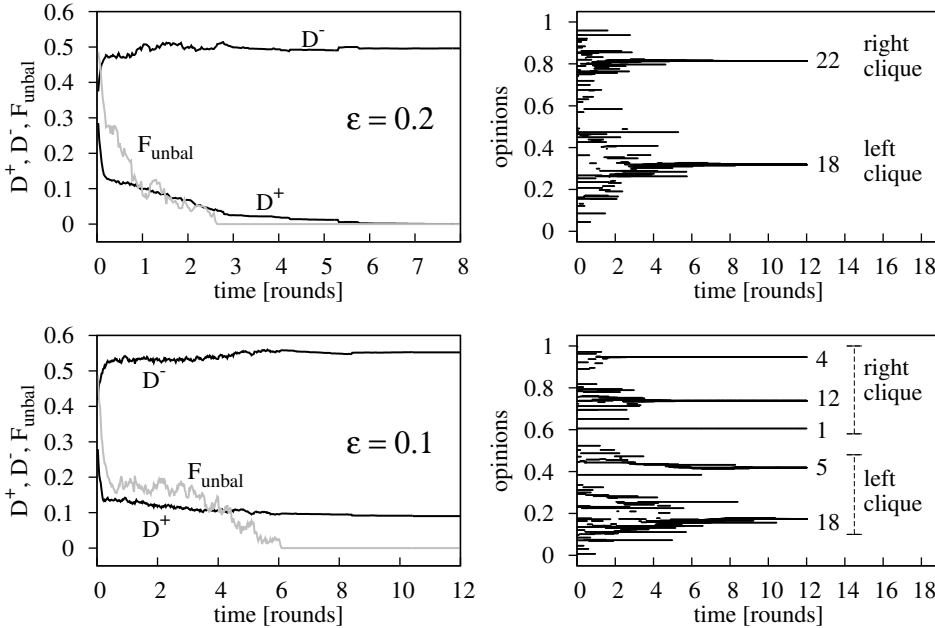 D⁺, D⁻, F_unbal
0.6
0.5
0.4
0.3
0.2
0.1
0
D⁻
ε = 0.2
F_unbal
D⁺
0 1 2 3 4 5 6 7 8
time [rounds]
opinions
1
0.8
0.6
0.4
0.2
0
22 right
clique
18 left
clique
0 2 4 6 8 10 12 14 16 18
time [rounds]
D⁺, D⁻, F_unbal
0.6
0.5
0.4
0.3
0.2
0.1
0
D⁻
ε = 0.1
F_unbal
D⁺
0 2 4 6 8 10 12
time [rounds]
opinions
1
0.8
0.6
0.4
0.2
0
4
right
12 clique
1
5 left
clique
18
0 2 4 6 8 10 12 14 16 18
time [rounds]